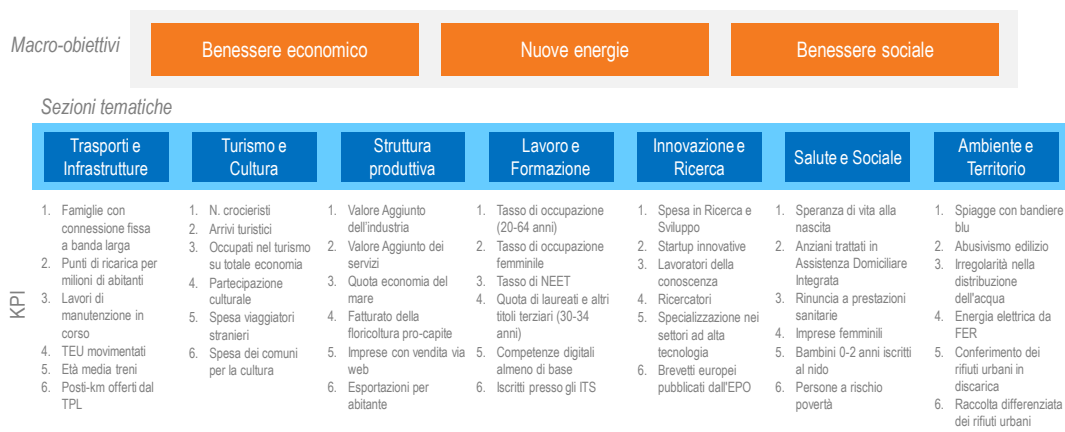 Macro-obiettivi
Benessere economico
Nuove energie
Benessere sociale
Sezioni tematiche
Trasporti e
Infrastrutture
Turismo e
Cultura
Struttura
produttiva
Lavoro e
Formazione
Innovazione e
Ricerca
Salute e Sociale
Ambiente e
Territorio
KPI
1. Famiglie con
connessione fissa
a banda larga
2. Punti di ricarica per
milioni di abitanti
3. Lavori di
manutenzione in
corso
4. TEU movimentati
5. Età media treni
6. Posti-km offerti dal
TPL
1. N. crocieristi
2. Arrivi turistici
3. Occupati nel turismo
su totale economia
4. Partecipazione
culturale
5. Spesa viaggiatori
stranieri
6. Spesa dei comuni
per la cultura
1. Valore Aggiunto
dell'industria
2. Valore Aggiunto dei
servizi
3. Quota economia del
mare
4. Fatturato della
floricoltura pro-capite
5. Imprese con vendita via
web
6. Esportazioni per
abitante
1. Tasso di occupazione
(20-64 anni)
2. Tasso di occupazione
femminile
3. Tasso di NEET
4. Quota di laureati e altri
titoli terziari (30-34
anni)
5. Competenze digitali
almeno di base
6. Iscritti presso gli ITS
1. Spesa in Ricerca e
Sviluppo
2. Startup innovative
3. Lavoratori della
conoscenza
4. Ricercatori
5. Specializzazione nei
settori ad alta
tecnologia
6. Brevetti europei
pubblicati dall'EPO
1. Speranza di vita alla
nascita
2. Anziani trattati in
Assistenza Domiciliare
Integrata
3. Rinuncia a prestazioni
sanitarie
4. Imprese femminili
5. Bambini 0-2 anni iscritti
al nido
6. Persone a rischio
povertà
1. Spiagge con bandiere
blu
2. Abusivismo edilizio
3. Irregolarità nella
distribuzione
dell'acqua
4. Energia elettrica da
FER
5. Conferimento dei
rifiuti urbani in
discarica
6. Raccolta differenziata
dei rifiuti urbani